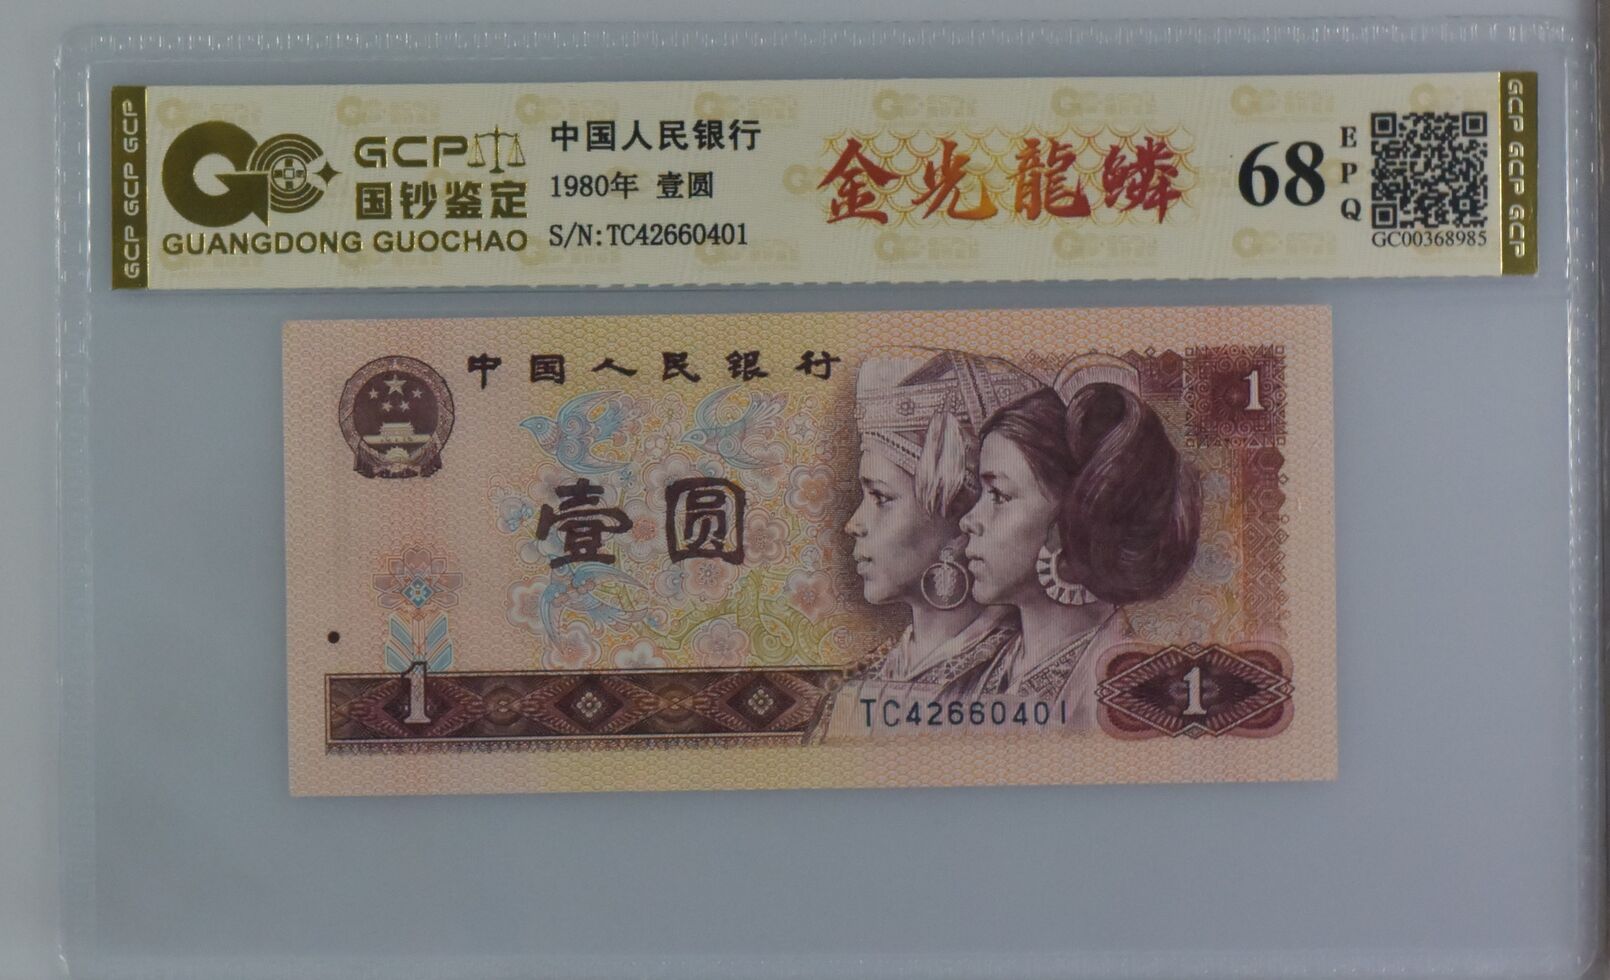 GCP GCP GCP
GCP
国钞鉴定
GUANGDONG GUOCHAO
中国人民银行
1980年 壹圆
S/N:TC42660401
金光龍鳞
68
EPQ
GC00368985
GCP GCP GCP
中国人民银行
1
壹圆
1
TC42660401
1